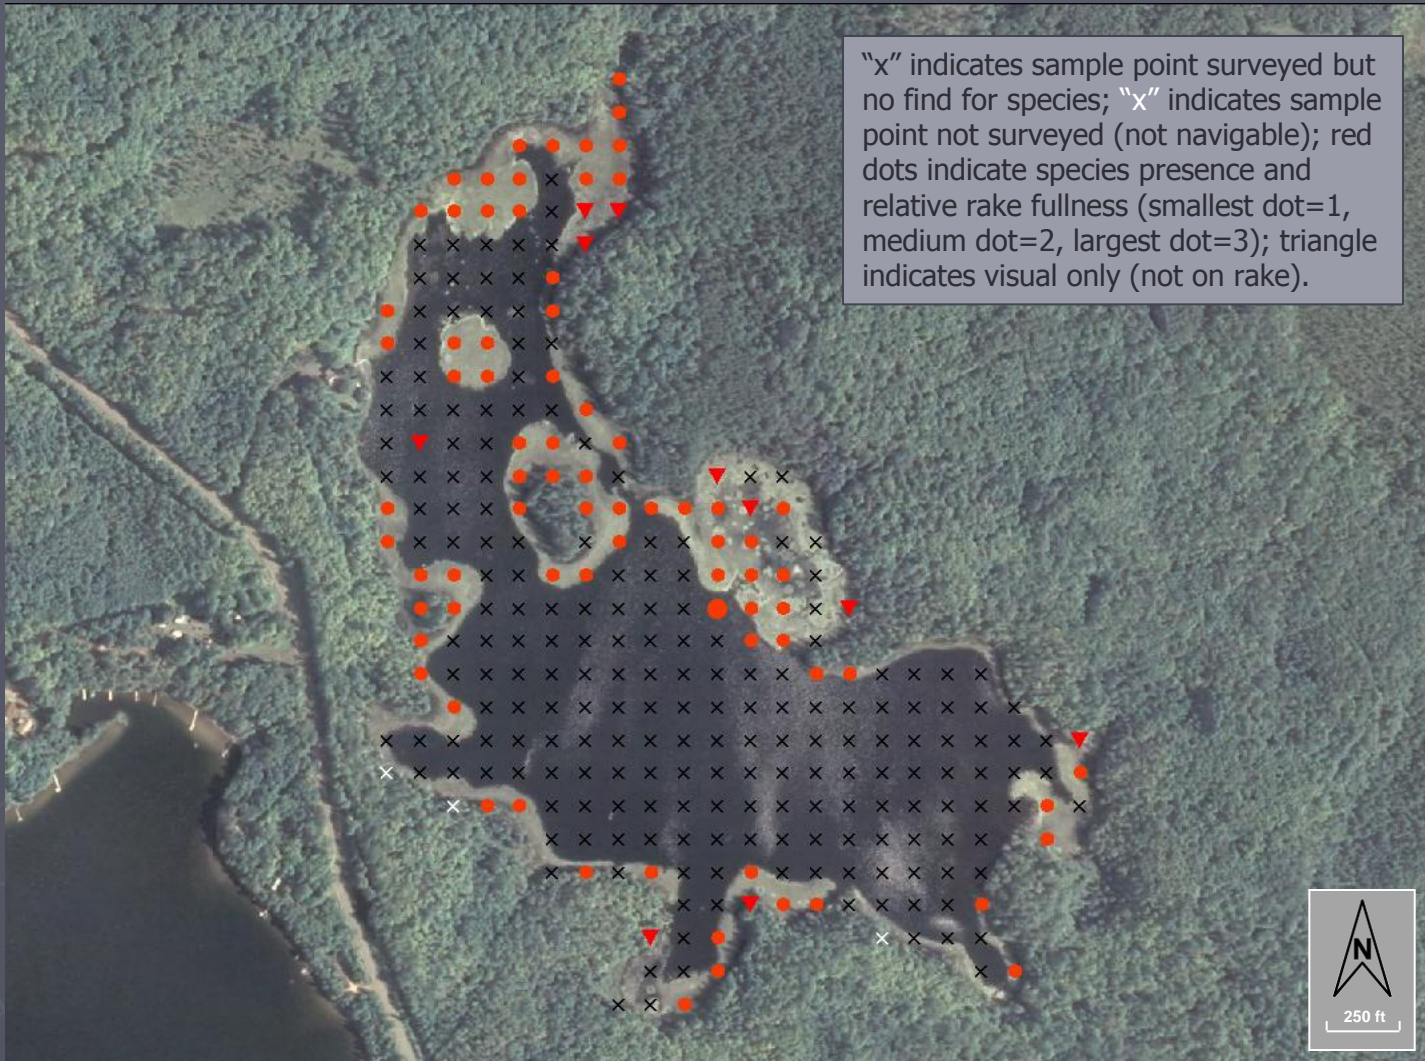 “x” indicates sample point surveyed but
no find for species; “x” indicates sample
point not surveyed (not navigable); red
dots indicate species presence and
relative rake fullness (smallest dot=1,
medium dot=2, largest dot=3); triangle
indicates visual only (not on rake).
N
250 ft